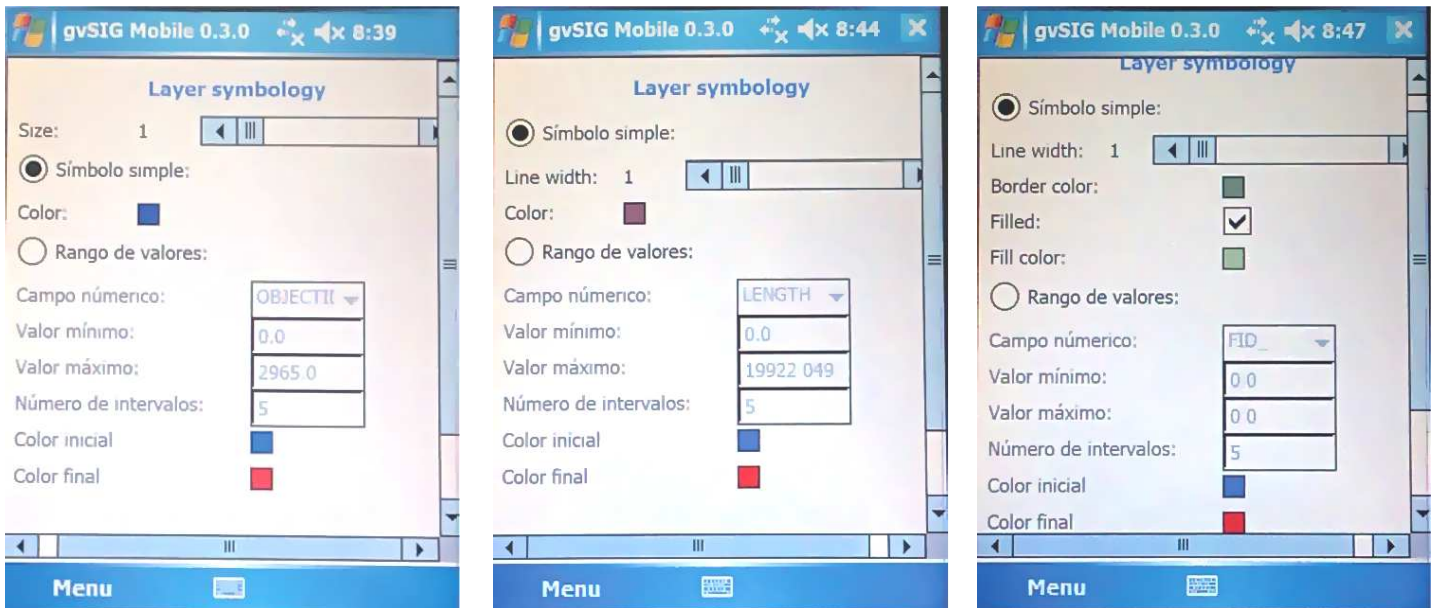 gvSIG Mobile 0.3.0 8:39
Layer symbology
Size: 1
Símbolo simple:
Color:
Rango de valores:
Campo númerico: OBJECTI(
Valor mínimo: 0.0
Valor máximo: 2965.0
Número de intervalos: 5
Color inicial
Color final
Menu
gvSIG Mobile 0.3.0 8:44
Layer symbology
Símbolo simple:
Line width: 1
Color:
Rango de valores:
Campo númerico: LENGTH
Valor mínimo: 0.0
Valor máximo: 19922 049
Número de intervalos: 5
Color inicial
Color final
Menu
gvSIG Mobile 0.3.0 8:47
Layer symbology
Símbolo simple:
Line width: 1
Border color:
Filled:
Fill color:
Rango de valores:
Campo númerico: FID_
Valor mínimo: 0 0
Valor máximo: 0 0
Número de intervalos: 5
Color inicial
Color final
Menu